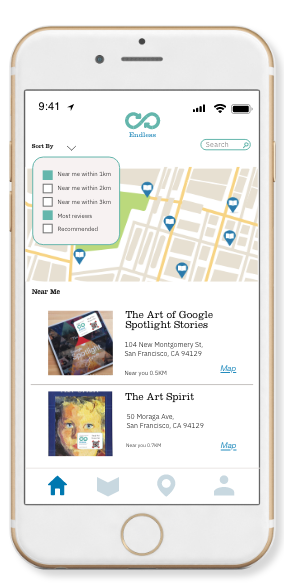 9:41
Endless
Sort By
Search
Near me within 1km
Near me within 2km
Near me within 3km
Most reviews
Recommended
Near Me
The Art of Google
Spotlight Stories
104 New Montgomery St,
San Francisco, CA 94129
Near you 0.5KM
Map
The Art Spirit
50 Moraga Ave,
San Francisco, CA 94129
Near you 0.7KM
Map